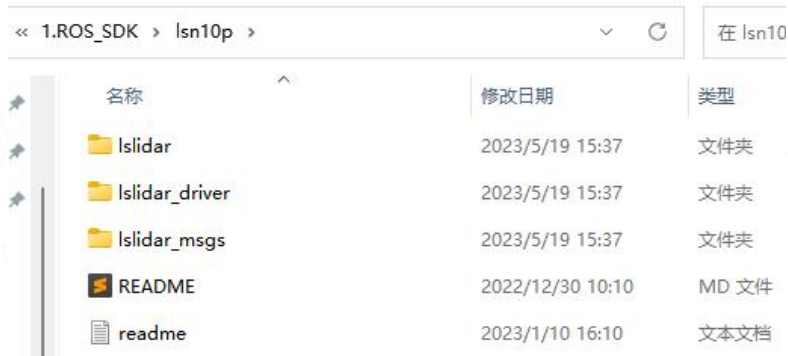 « 1.ROS_SDK › lsn10p ›
在 lsn10
名称 修改日期 类型
lslidar 2023/5/19 15:37 文件夹
lslidar_driver 2023/5/19 15:37 文件夹
lslidar_msgs 2023/5/19 15:37 文件夹
README 2022/12/30 10:10 MD 文件
readme 2023/1/10 16:10 文本文档